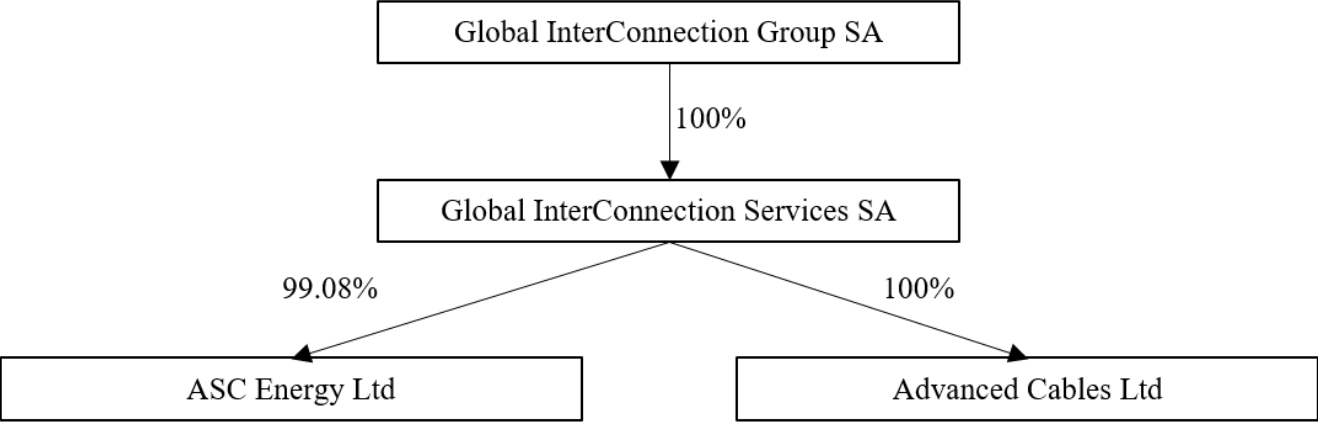 Global InterConnection Group SA
100%
Global InterConnection Services SA
99.08%
100%
ASC Energy Ltd
Advanced Cables Ltd